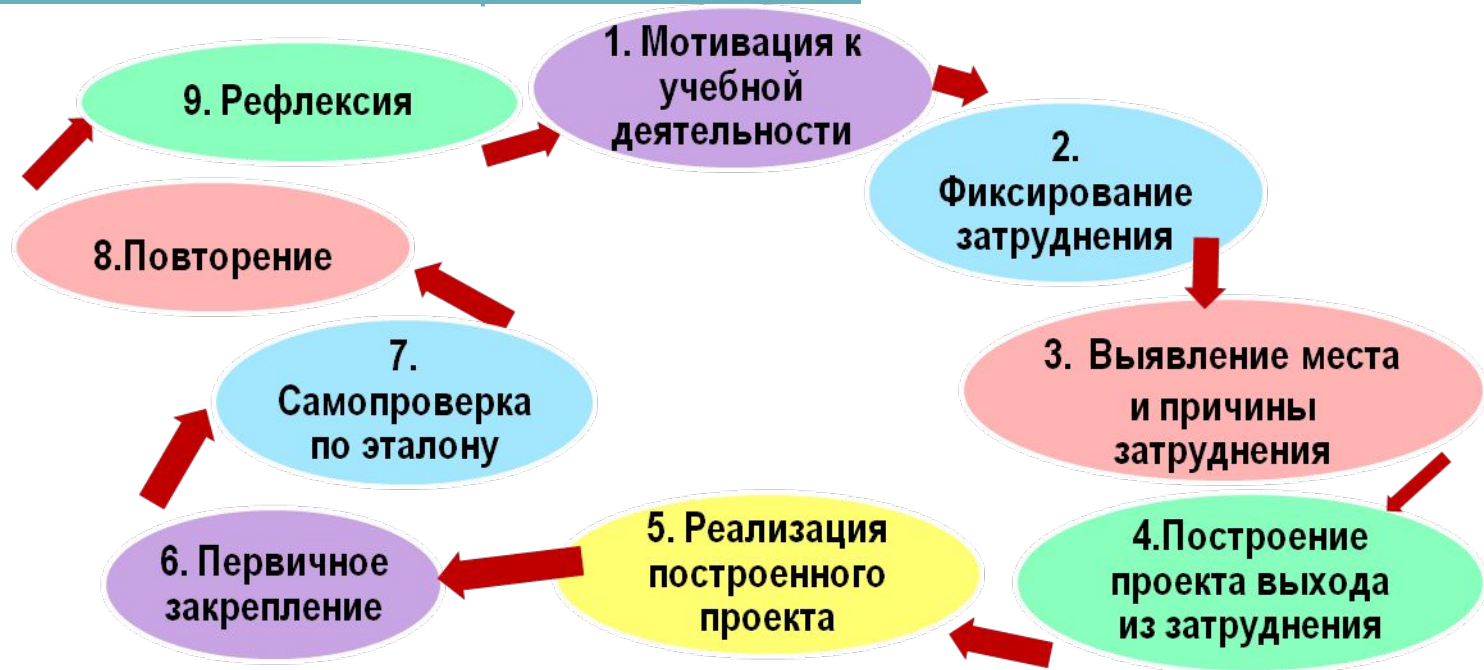 1. Мотивация к
учебной
деятельности
2.
Фиксирование
затруднения
3. Выявление места
и причины
затруднения
4.Построение
проекта выхода
из затруднения
5. Реализация
построенного
проекта
6. Первичное
закрепление
7.
Самопроверка
по эталону
8.Повторение
9. Рефлексия